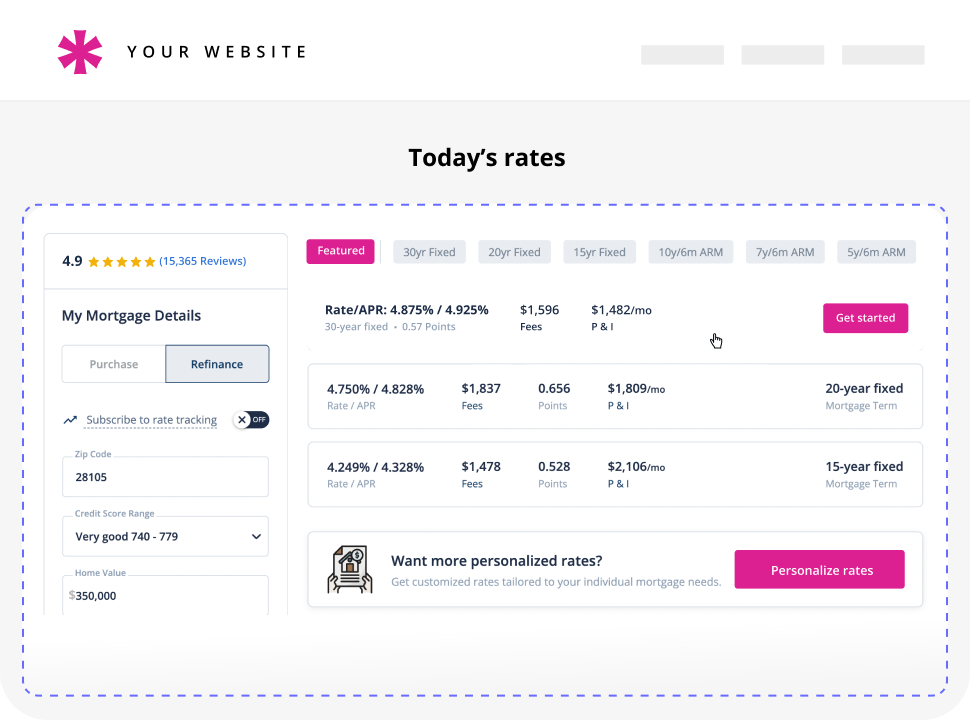 YOUR WEBSITE
Today’s rates
4.9 (15,365 Reviews)
My Mortgage Details
Purchase Refinance
Subscribe to rate tracking OFF
Zip Code
28105
Credit Score Range
Very good 740 - 779
Home Value
$350,000
Featured 30yr Fixed 20yr Fixed 15yr Fixed 10y/6m ARM 7y/6m ARM 5y/6m ARM
Rate/APR: 4.875% / 4.925% $1,596 $1,482/mo Get started
30-year fixed • 0.57 Points Fees P & I
4.750% / 4.828% $1,837 0.656 $1,809/mo 20-year fixed
Rate / APR Fees Points P & I Mortgage Term
4.249% / 4.328% $1,478 0.528 $2,106/mo 15-year fixed
Rate / APR Fees Points P & I Mortgage Term
Want more personalized rates?
Get customized rates tailored to your individual mortgage needs.
Personalize rates